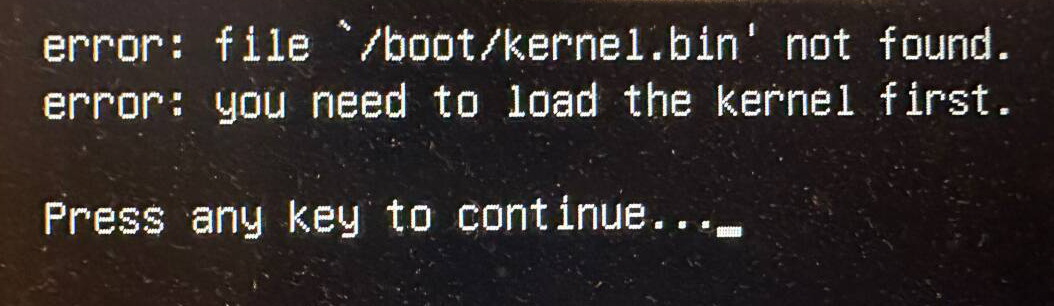 error: file `/boot/kernel.bin' not found.
error: you need to load the kernel first.
Press any key to continue..._